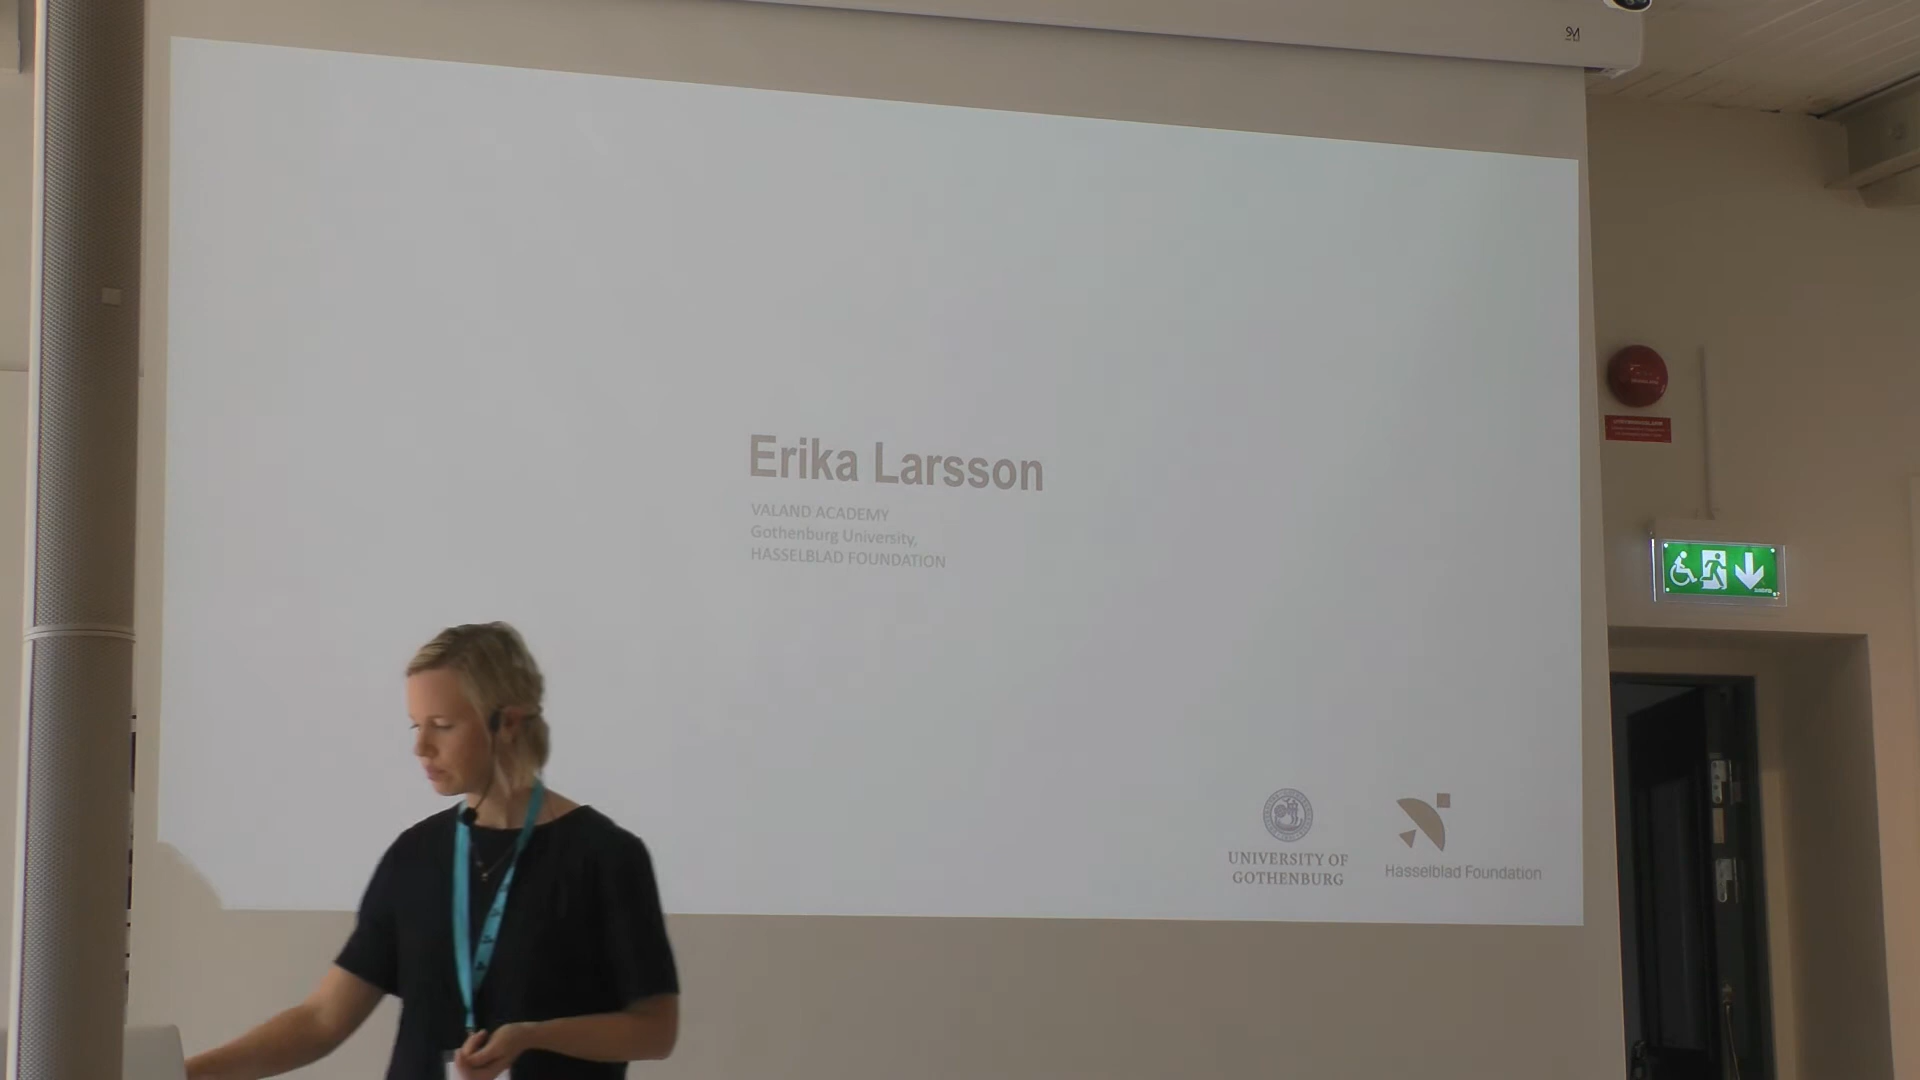 Erika Larsson
VALAND ACADEMY
Gothenburg University,
HASSELBLAD FOUNDATION
UNIVERSITY OF
GOTHENBURG
Hasselblad Foundation